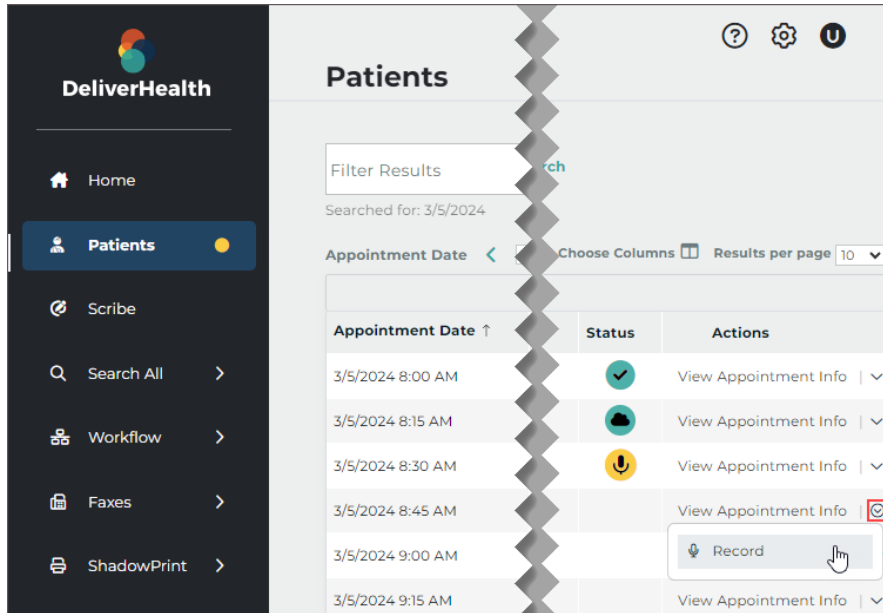 DeliverHealth
Home
Patients
Scribe
Search All
Workflow
Faxes
ShadowPrint
U
Patients
Filter Results
Searched for: 3/5/2024
Appointment Date Choose Columns Results per page 10
Appointment Date ↑ Status Actions
3/5/2024 8:00 AM View Appointment Info |
3/5/2024 8:15 AM View Appointment Info |
3/5/2024 8:30 AM View Appointment Info |
3/5/2024 8:45 AM View Appointment Info |
Record
3/5/2024 9:00 AM
3/5/2024 9:15 AM View Appointment Info |